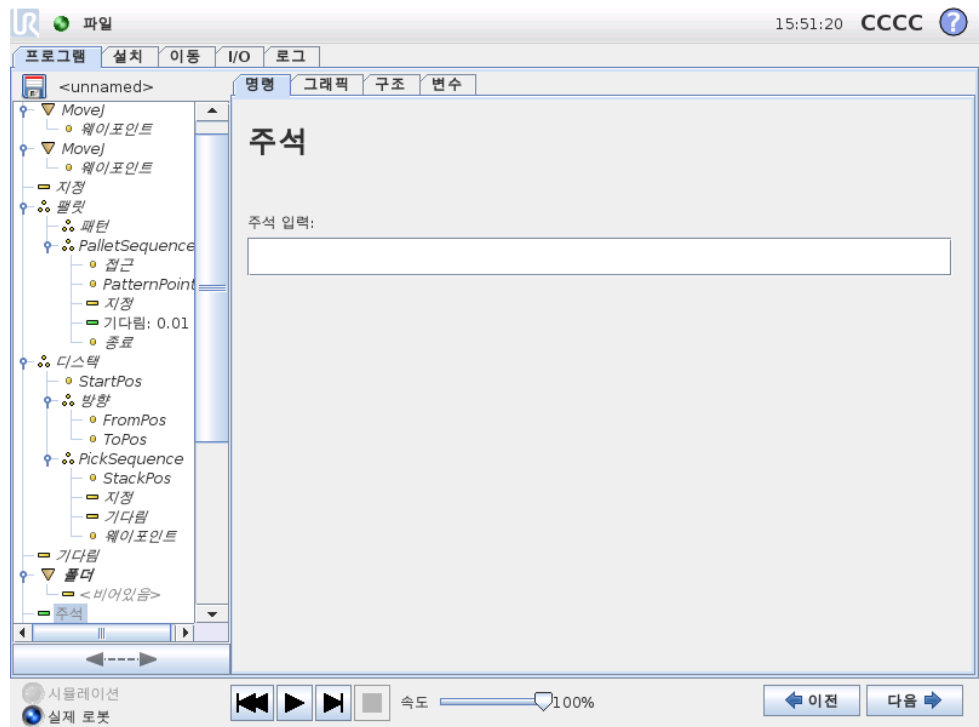 UR 파일 15:51:20 CCCC ?
프로그램 설치 이동 I/O 로그
<unnamed>
명령 그래픽 구조 변수
MoveJ
웨이포인트
MoveJ
웨이포인트
지정
팰릿
패턴
PalletSequence
접근
PatternPoint
지정
기다림: 0.01
종료
디스택
StartPos
방향
FromPos
ToPos
PickSequence
StackPos
지정
기다림
웨이포인트
기다림
폴더
<비어있음>
주석
주석
주석 입력:
시뮬레이션
실제 로봇
속도 100%
이전 다음